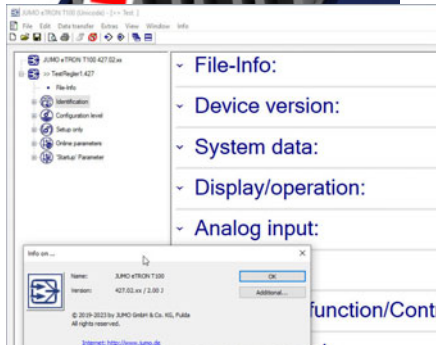 JUMO eTRON T100 (Unicode) - [++ Test ]
File Edit Data transfer Extras View Window Info
JUMO eTRON T100 427.02.xx
>> TestRegler1.427
File-Info
Identification
Configuration level
Setup only
Online parameters
'Startup' Parameter
File-Info:
Device version:
System data:
Display/operation:
Analog input:
Info on ...
Name: JUMO eTRON T100
OK
Version: 427.02.xx / 2.00
Additional...
© 2019-2023 by JUMO GmbH & Co. KG, Fulda
All rights reserved.
Internet: http://www.jumo.de
function/Contr